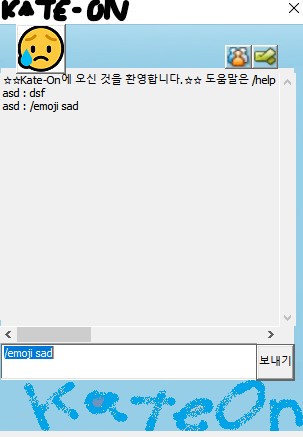 KATE-ON
☆☆Kate-On에 오신 것을 환영합니다.☆☆ 도움말은 /help
asd : dsf
asd : /emoji sad
/emoji sad
보내기
KateOn